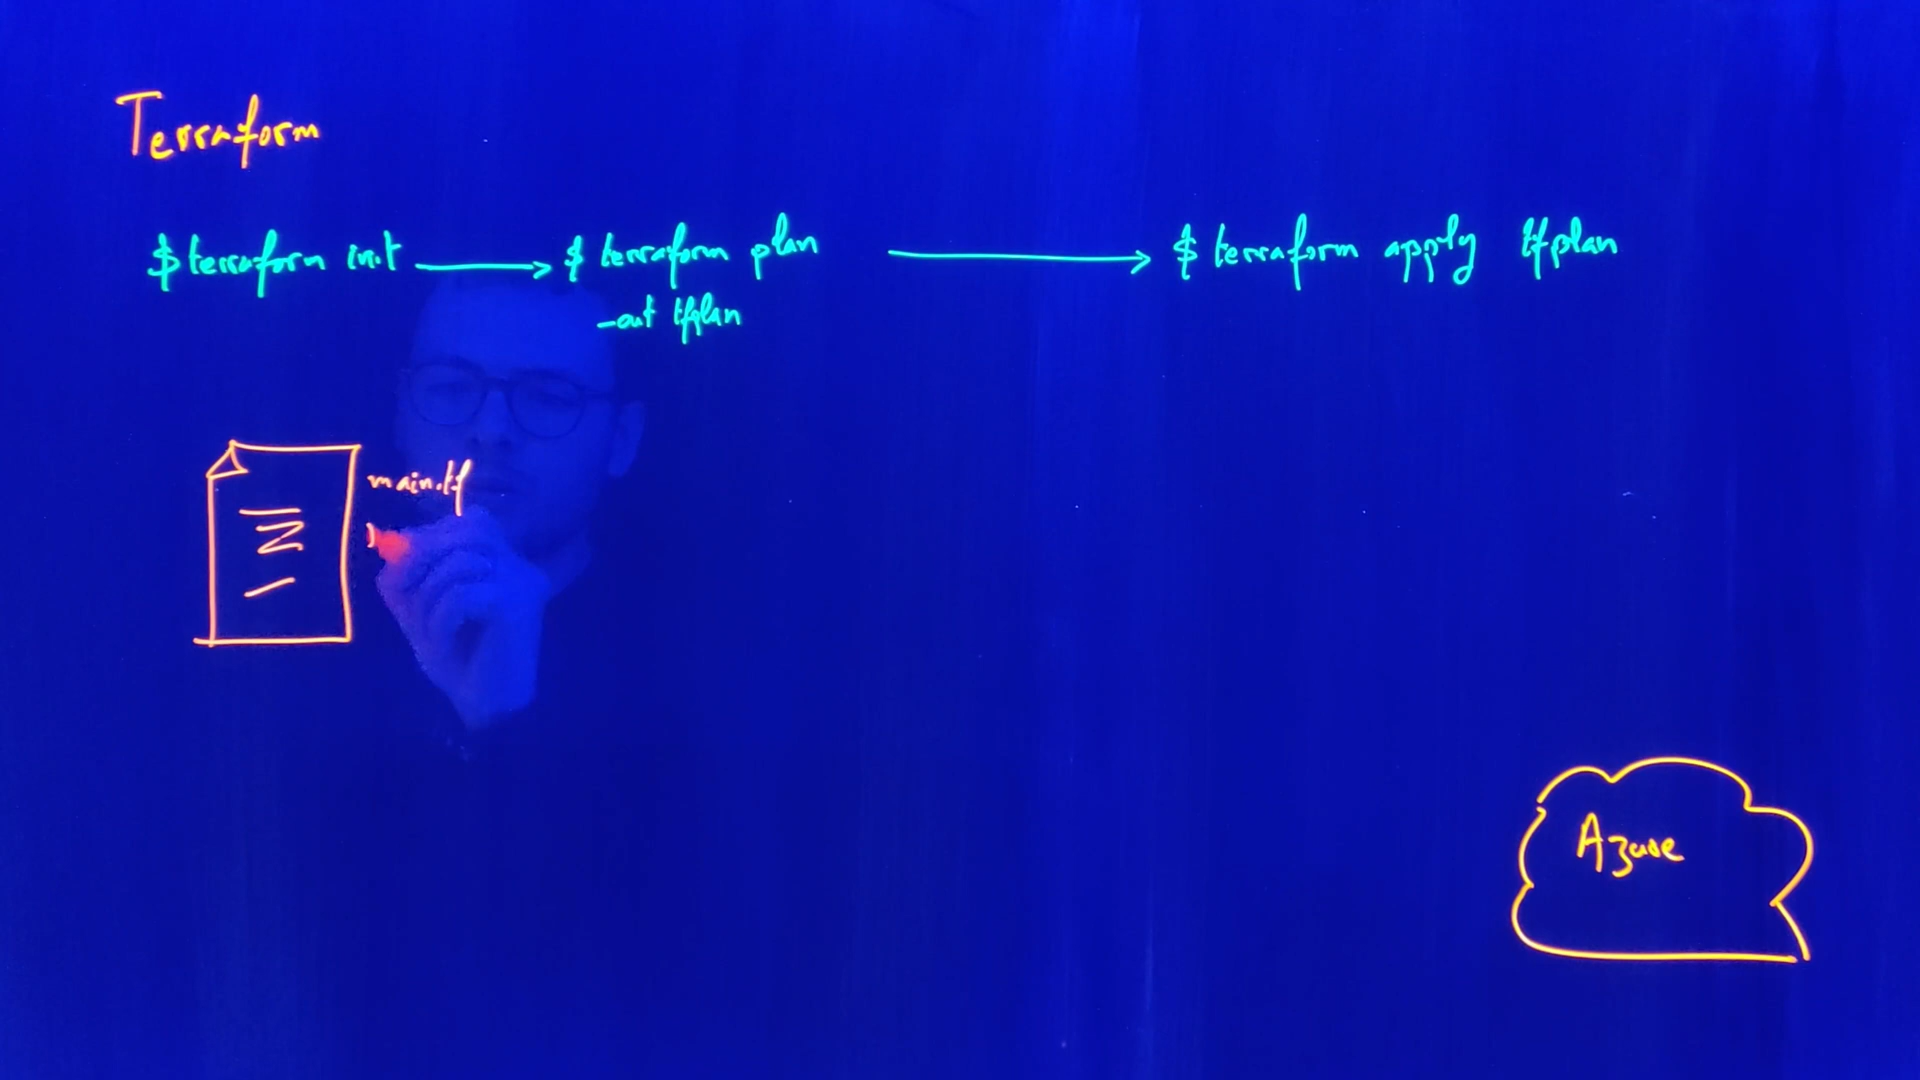 Terraform
$ terraform init
$ terraform plan
-out tfplan
$ terraform apply tfplan
main.tf
Azure